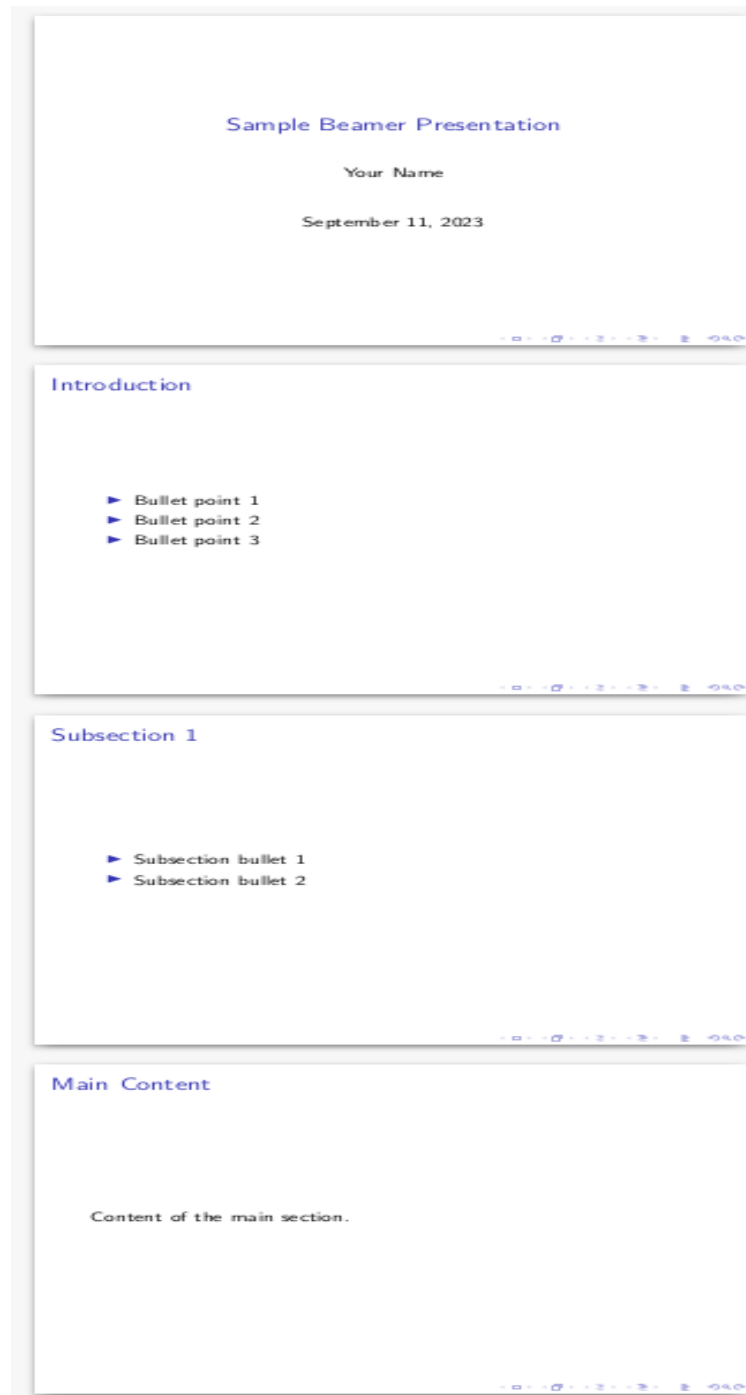 Sample Beamer Presentation
Your Name
September 11, 2023
Introduction
Bullet point 1
Bullet point 2
Bullet point 3
Subsection 1
Subsection bullet 1
Subsection bullet 2
Main Content
Content of the main section.